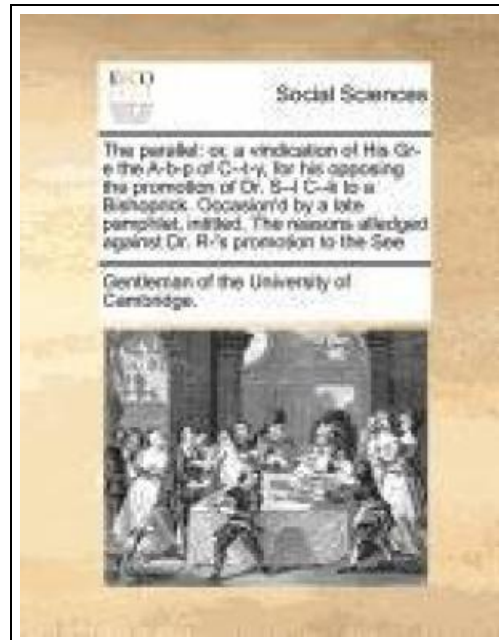 ECCO
Social Sciences
The parallel: or, a vindication of His Gr-
e the A-b-p of C--t-y, for his opposing
the promotion of Dr. S--l C--k to a
Bishoprick. Occasion'd by a late
pamphlet, intitled, The reasons alledged
against Dr. R-'s promotion to the See
Gentleman of the University of
Cambridge.